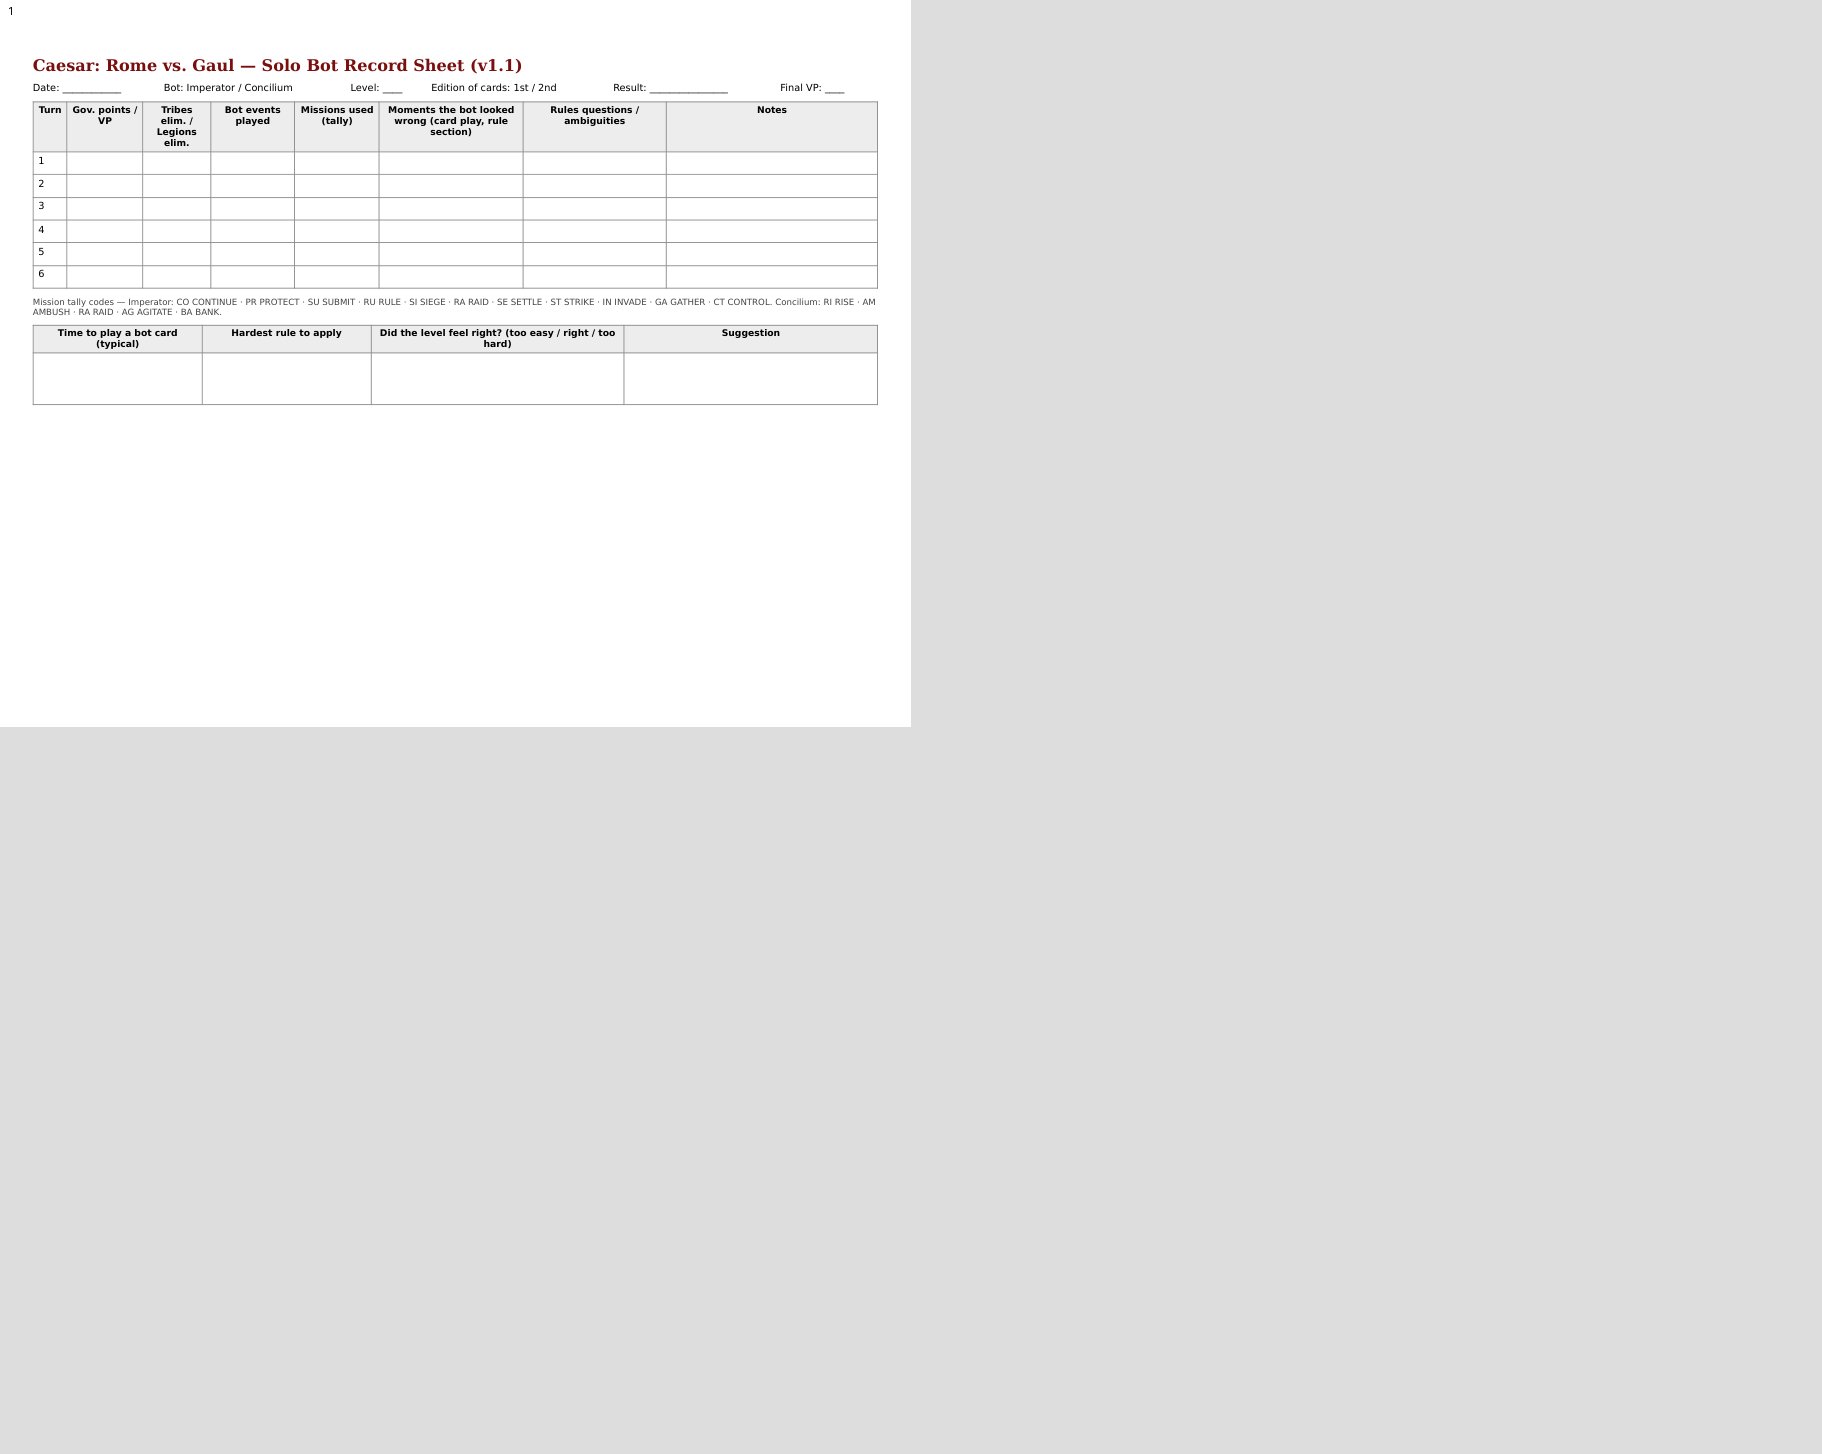 1
Caesar: Rome vs. Gaul — Solo Bot Record Sheet (v1.1)
Date: ____________ Bot: Imperator / Concilium Level: ____ Edition of cards: 1st / 2nd Result: ________________ Final VP: ____
Turn Gov. points / VP Tribes elim. / Legions elim. Bot events played Missions used (tally) Moments the bot looked wrong (card play, rule section) Rules questions / ambiguities Notes
1
2
3
4
5
6
Mission tally codes — Imperator: CO CONTINUE · PR PROTECT · SU SUBMIT · RU RULE · SI SIEGE · RA RAID · SE SETTLE · ST STRIKE · IN INVADE · GA GATHER · CT CONTROL. Concilium: RI RISE · AM
AMBUSH · RA RAID · AG AGITATE · BA BANK.
Time to play a bot card (typical) Hardest rule to apply Did the level feel right? (too easy / right / too hard) Suggestion